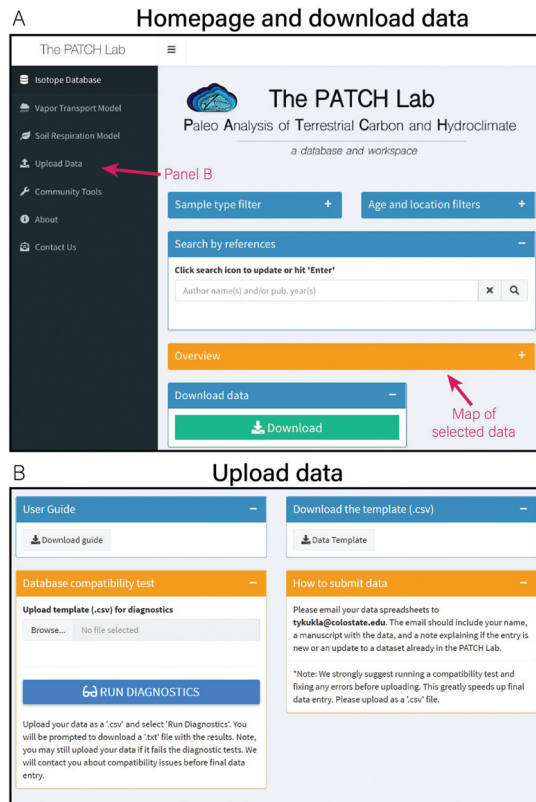 A
Homepage and download data
The PATCH Lab
Isotope Database
Vapor Transport Model
Soil Respiration Model
Upload Data
Community Tools
About
Contact Us
Panel B
The PATCH Lab
Paleo Analysis of Terrestrial Carbon and Hydroclimate
a database and workspace
Sample type filter +
Age and location filters +
Search by references −
Click search icon to update or hit 'Enter'
Author name(s) and/or pub. year(s)
Overview +
Map of
selected data
Download data −
Download
B
Upload data
User Guide −
Download guide
Download the template (.csv) −
Data Template
Database compatibility test −
Upload template (.csv) for diagnostics
Browse... No file selected
RUN DIAGNOSTICS
Upload your data as a '.csv' and select 'Run Diagnostics'. You
will be prompted to download a '.txt' file with the results. Note,
you may still upload your data if it fails the diagnostic tests. We
will contact you about compatibility issues before final data
entry.
How to submit data −
Please email your data spreadsheets to
tykukla@colostate.edu. The email should include your name,
a manuscript with the data, and a note explaining if the entry is
new or an update to a dataset already in the PATCH Lab.
*Note: We strongly suggest running a compatibility test and
fixing any errors before uploading. This greatly speeds up final
data entry. Please upload as a '.csv' file.